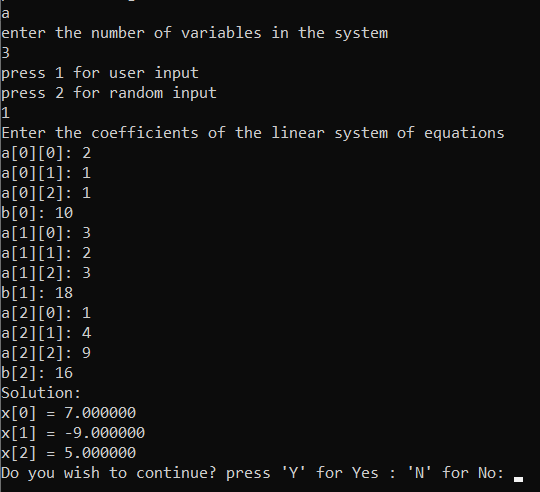 a
enter the number of variables in the system
3
press 1 for user input
press 2 for random input
1
Enter the coefficients of the linear system of equations
a[0][0]: 2
a[0][1]: 1
a[0][2]: 1
b[0]: 10
a[1][0]: 3
a[1][1]: 2
a[1][2]: 3
b[1]: 18
a[2][0]: 1
a[2][1]: 4
a[2][2]: 9
b[2]: 16
Solution:
x[0] = 7.000000
x[1] = -9.000000
x[2] = 5.000000
Do you wish to continue? press 'Y' for Yes : 'N' for No: